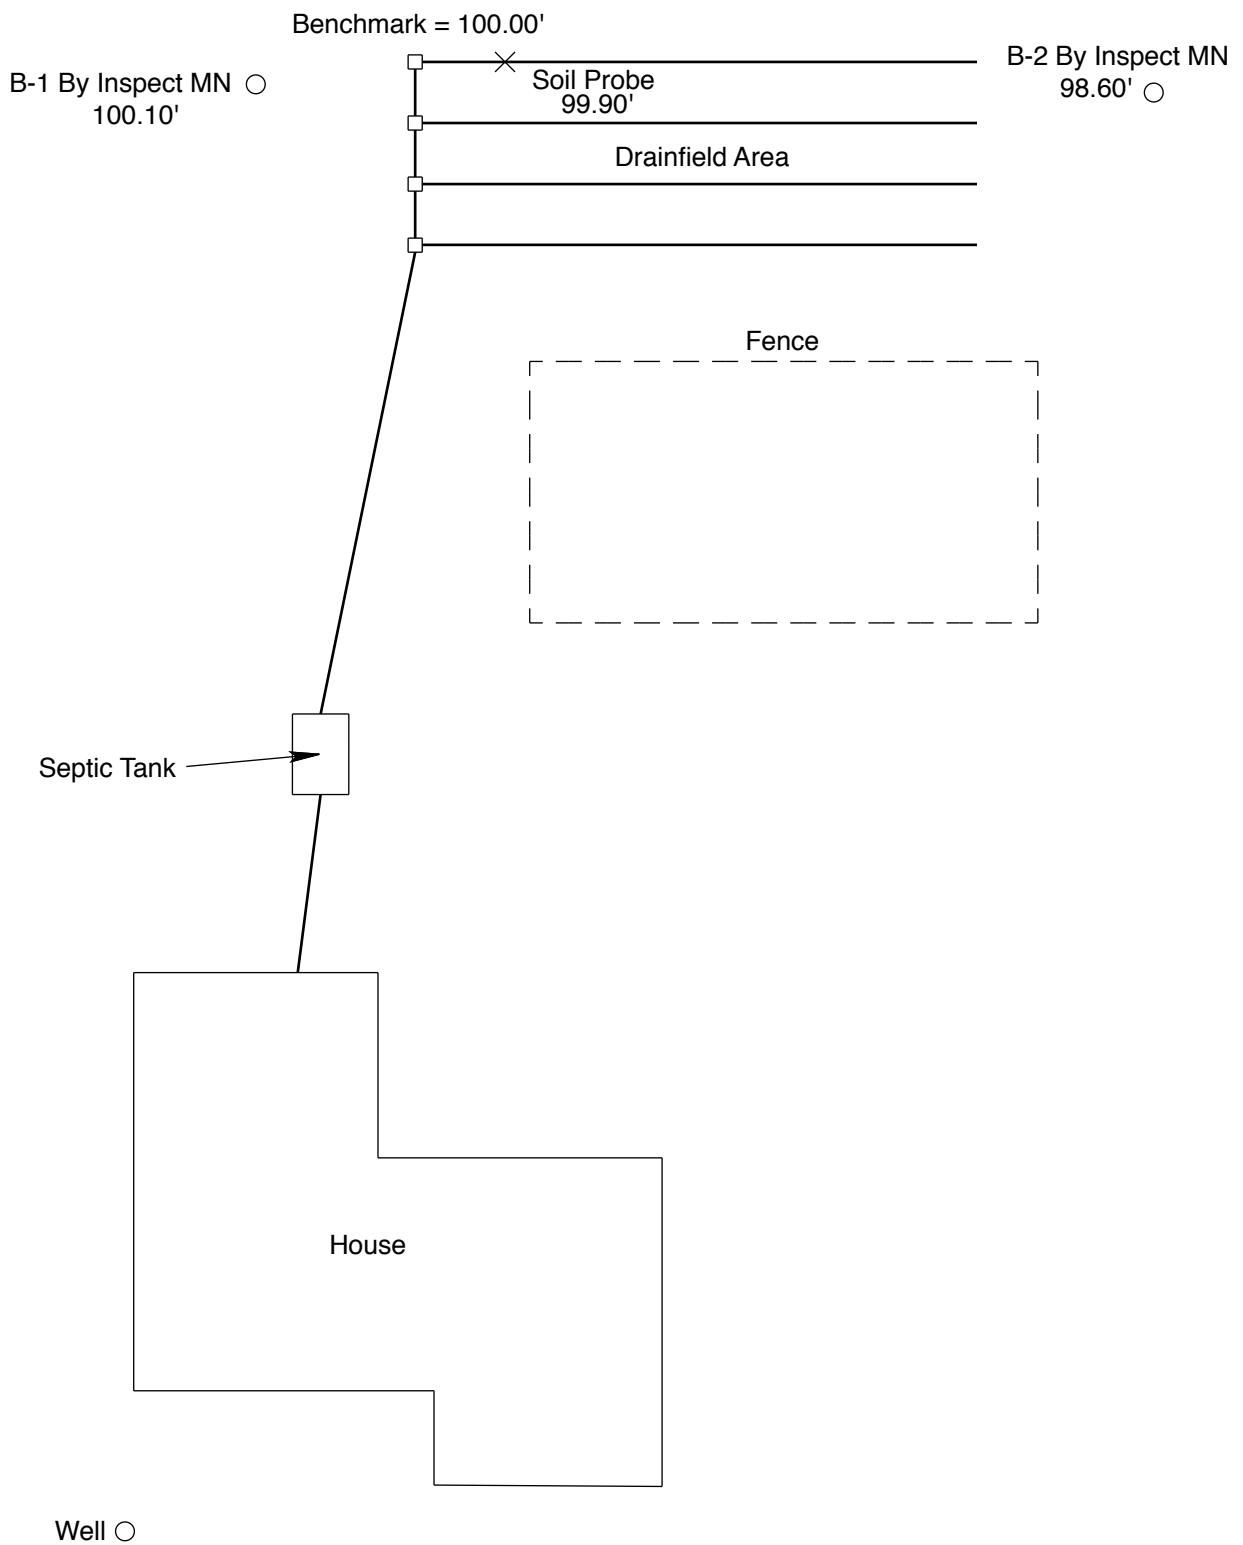 Benchmark = 100.00'
B-1 By Inspect MN
100.10'
Soil Probe
99.90'
B-2 By Inspect MN
98.60'
Drainfield Area
Fence
Septic Tank
House
Well